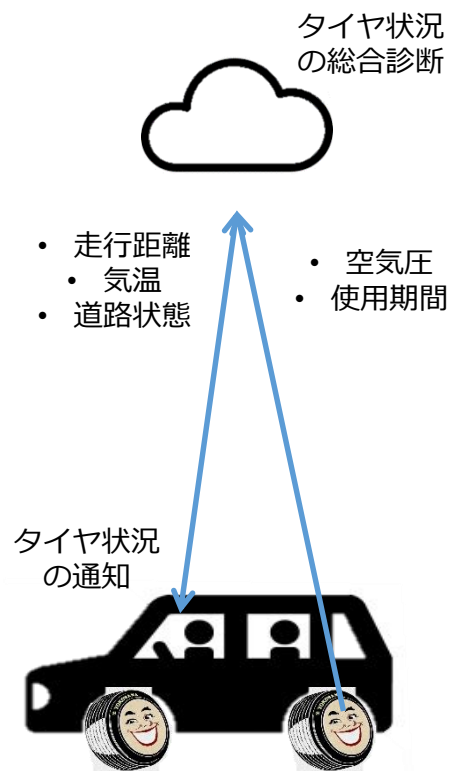 タイヤ状況
の総合診断
• 走行距離
• 気温
• 道路状態
• 空気圧
• 使用期間
タイヤ状況
の通知